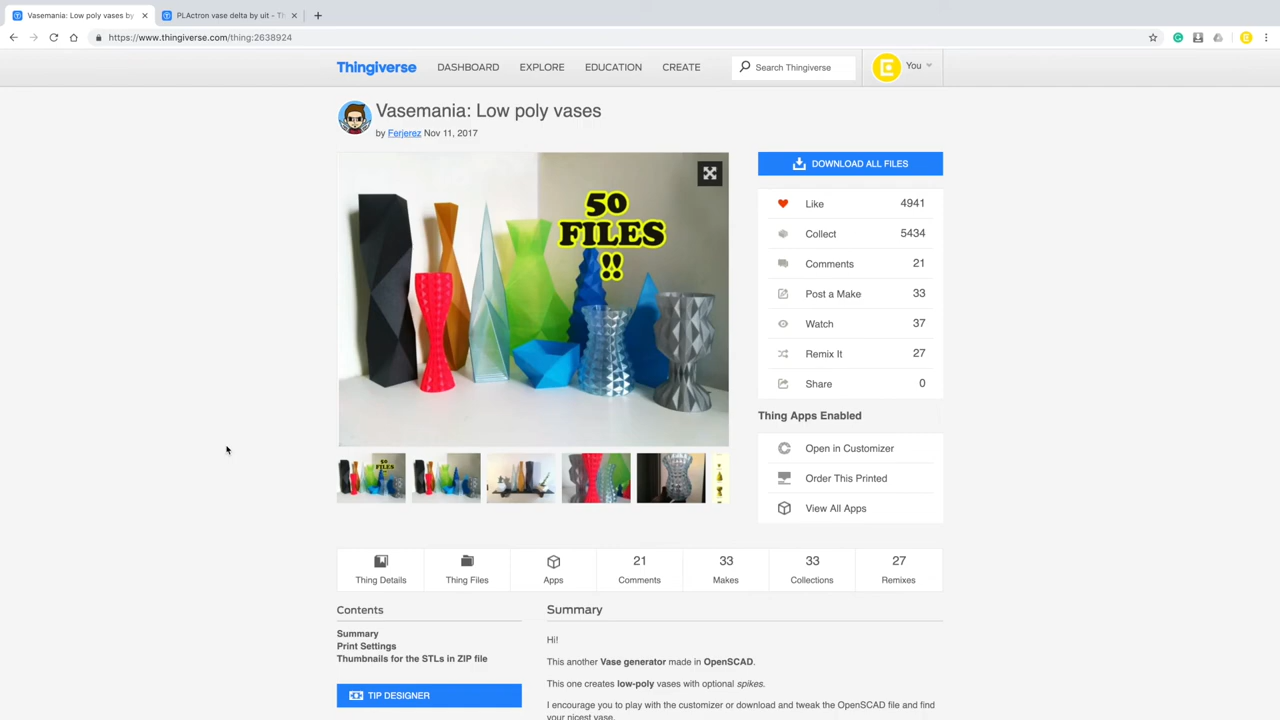 Vasemania: Low poly vases by
PLActron vase delta by uit - Th
https://www.thingiverse.com/thing:2638924
Thingiverse
DASHBOARD
EXPLORE
EDUCATION
CREATE
Search Thingiverse
You
Vasemania: Low poly vases
by Ferjerez Nov 11, 2017
50
FILES
!!
DOWNLOAD ALL FILES
Like 4941
Collect 5434
Comments 21
Post a Make 33
Watch 37
Remix It 27
Share 0
Thing Apps Enabled
Open in Customizer
Order This Printed
View All Apps
Thing Details
Thing Files
Apps
21
Comments
33
Makes
33
Collections
27
Remixes
Contents
Summary
Print Settings
Thumbnails for the STLs in ZIP file
TIP DESIGNER
Summary
Hi!
This another Vase generator made in OpenSCAD.
This one creates low-poly vases with optional spikes.
I encourage you to play with the customizer or download and tweak the OpenSCAD file and find
your nicest vase.